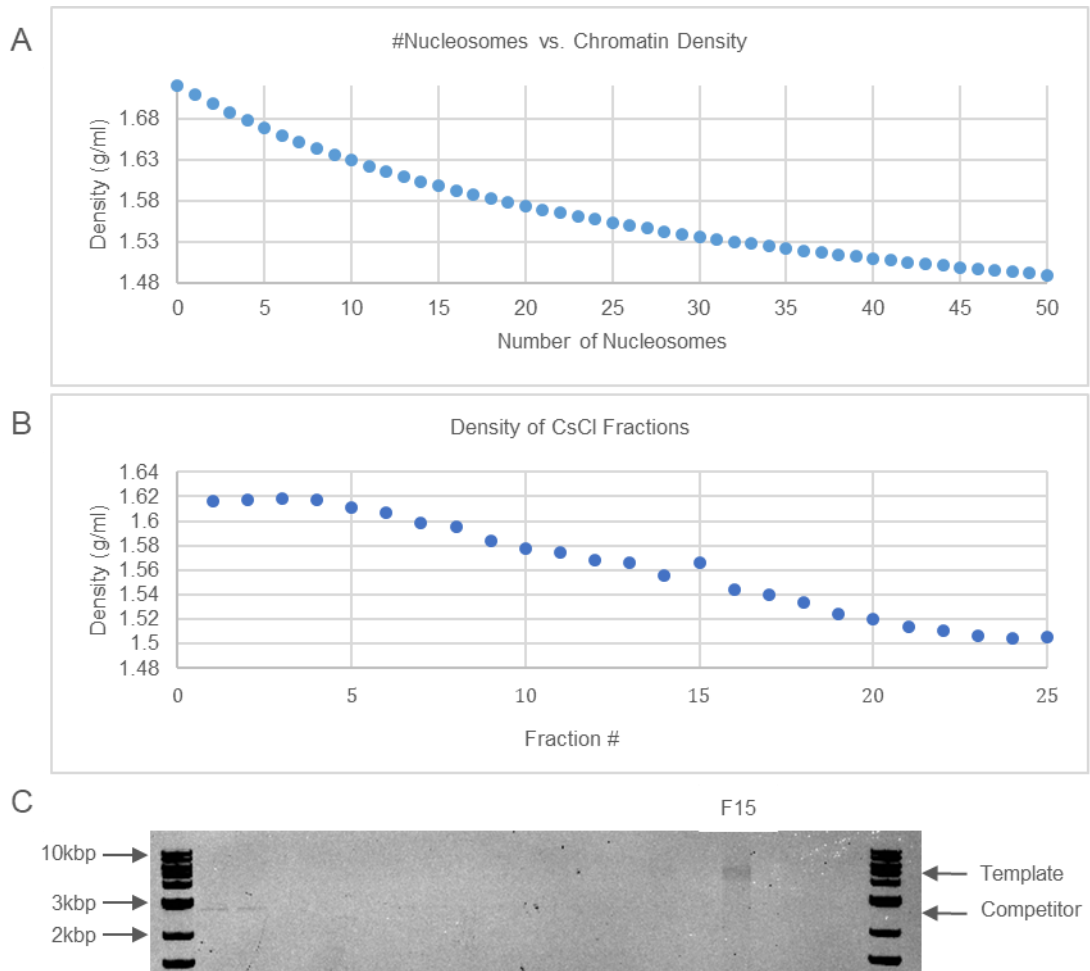 A
#Nucleosomes vs. Chromatin Density
Density (g/ml)
1.68
1.63
1.58
1.53
1.48
0 5 10 15 20 25 30 35 40 45 50
Number of Nucleosomes
B
Density of CsCl Fractions
Density (g/ml)
1.64
1.62
1.6
1.58
1.56
1.54
1.52
1.5
1.48
0 5 10 15 20 25
Fraction #
C
F15
10kbp
3kbp
2kbp
Template
Competitor